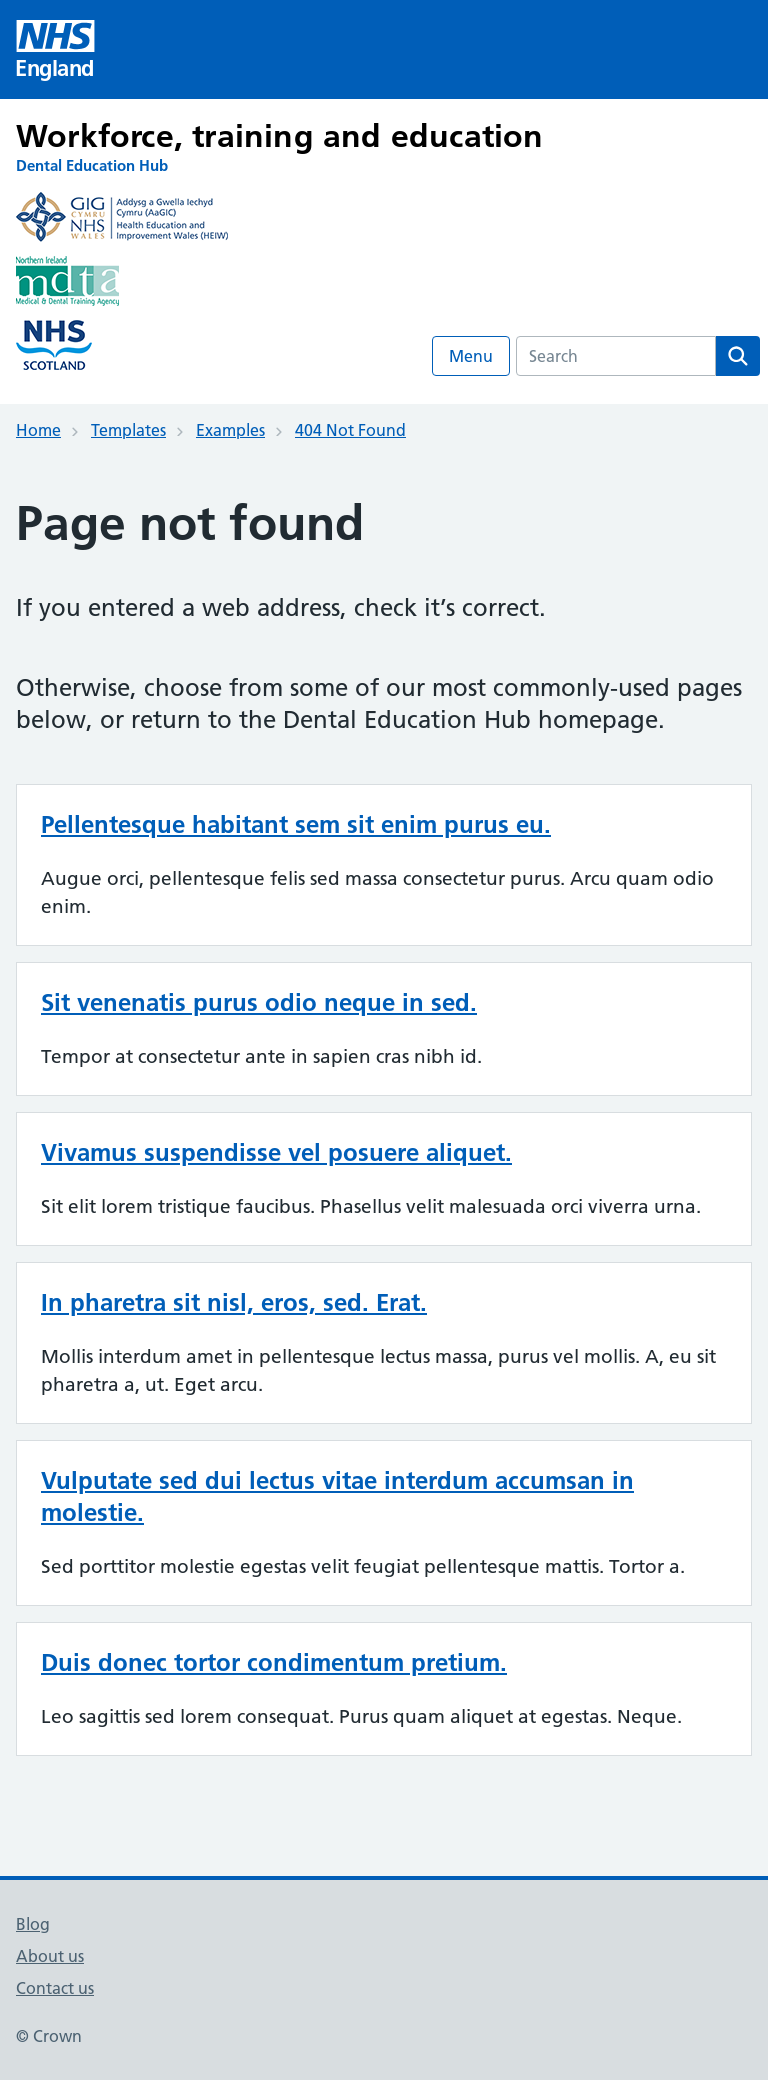 NHS
England
Workforce, training and education
Dental Education Hub
GIG
CYMRU
NHS
WALES
Addysg a Gwella Iechyd
Cymru (AaGIC)
Health Education and
Improvement Wales (HEIW)
Northern Ireland
mdta
Medical & Dental Training Agency
NHS
SCOTLAND
Menu
Search
Home
Templates
Examples
404 Not Found
Page not found
If you entered a web address, check it’s correct.
Otherwise, choose from some of our most commonly-used pages
below, or return to the Dental Education Hub homepage.
Pellentesque habitant sem sit enim purus eu.
Augue orci, pellentesque felis sed massa consectetur purus. Arcu quam odio
enim.
Sit venenatis purus odio neque in sed.
Tempor at consectetur ante in sapien cras nibh id.
Vivamus suspendisse vel posuere aliquet.
Sit elit lorem tristique faucibus. Phasellus velit malesuada orci viverra urna.
In pharetra sit nisl, eros, sed. Erat.
Mollis interdum amet in pellentesque lectus massa, purus vel mollis. A, eu sit
pharetra a, ut. Eget arcu.
Vulputate sed dui lectus vitae interdum accumsan in
molestie.
Sed porttitor molestie egestas velit feugiat pellentesque mattis. Tortor a.
Duis donec tortor condimentum pretium.
Leo sagittis sed lorem consequat. Purus quam aliquet at egestas. Neque.
Blog
About us
Contact us
© Crown